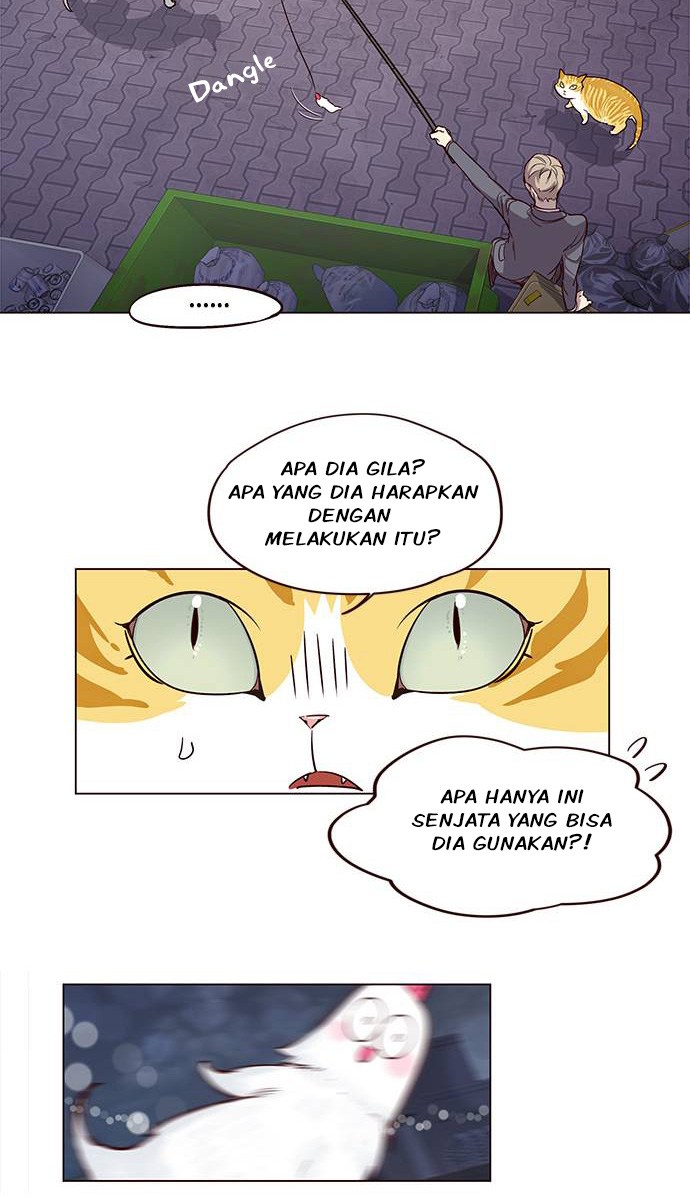 Dangle
......
APA DIA GILA?
APA YANG DIA HARAPKAN
DENGAN
MELAKUKAN ITU?
APA HANYA INI
SENJATA YANG BISA
DIA GUNAKAN?!